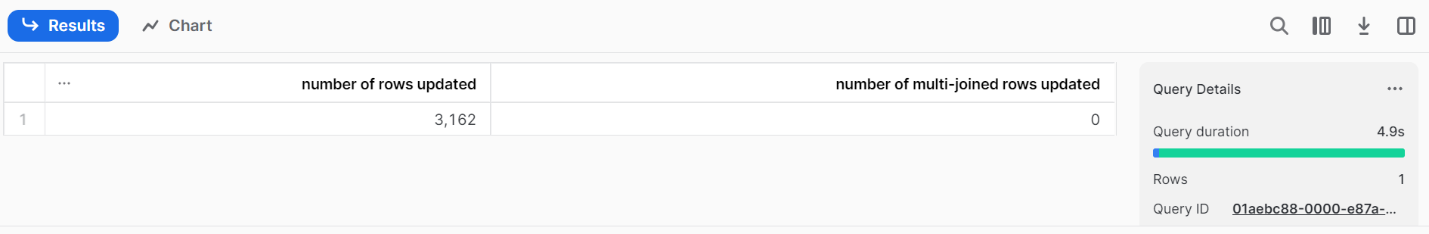 Results Chart
... number of rows updated number of multi-joined rows updated
1 3,162 0
Query Details ...
Query duration 4.9s
Rows 1
Query ID 01aebc88-0000-e87a-...